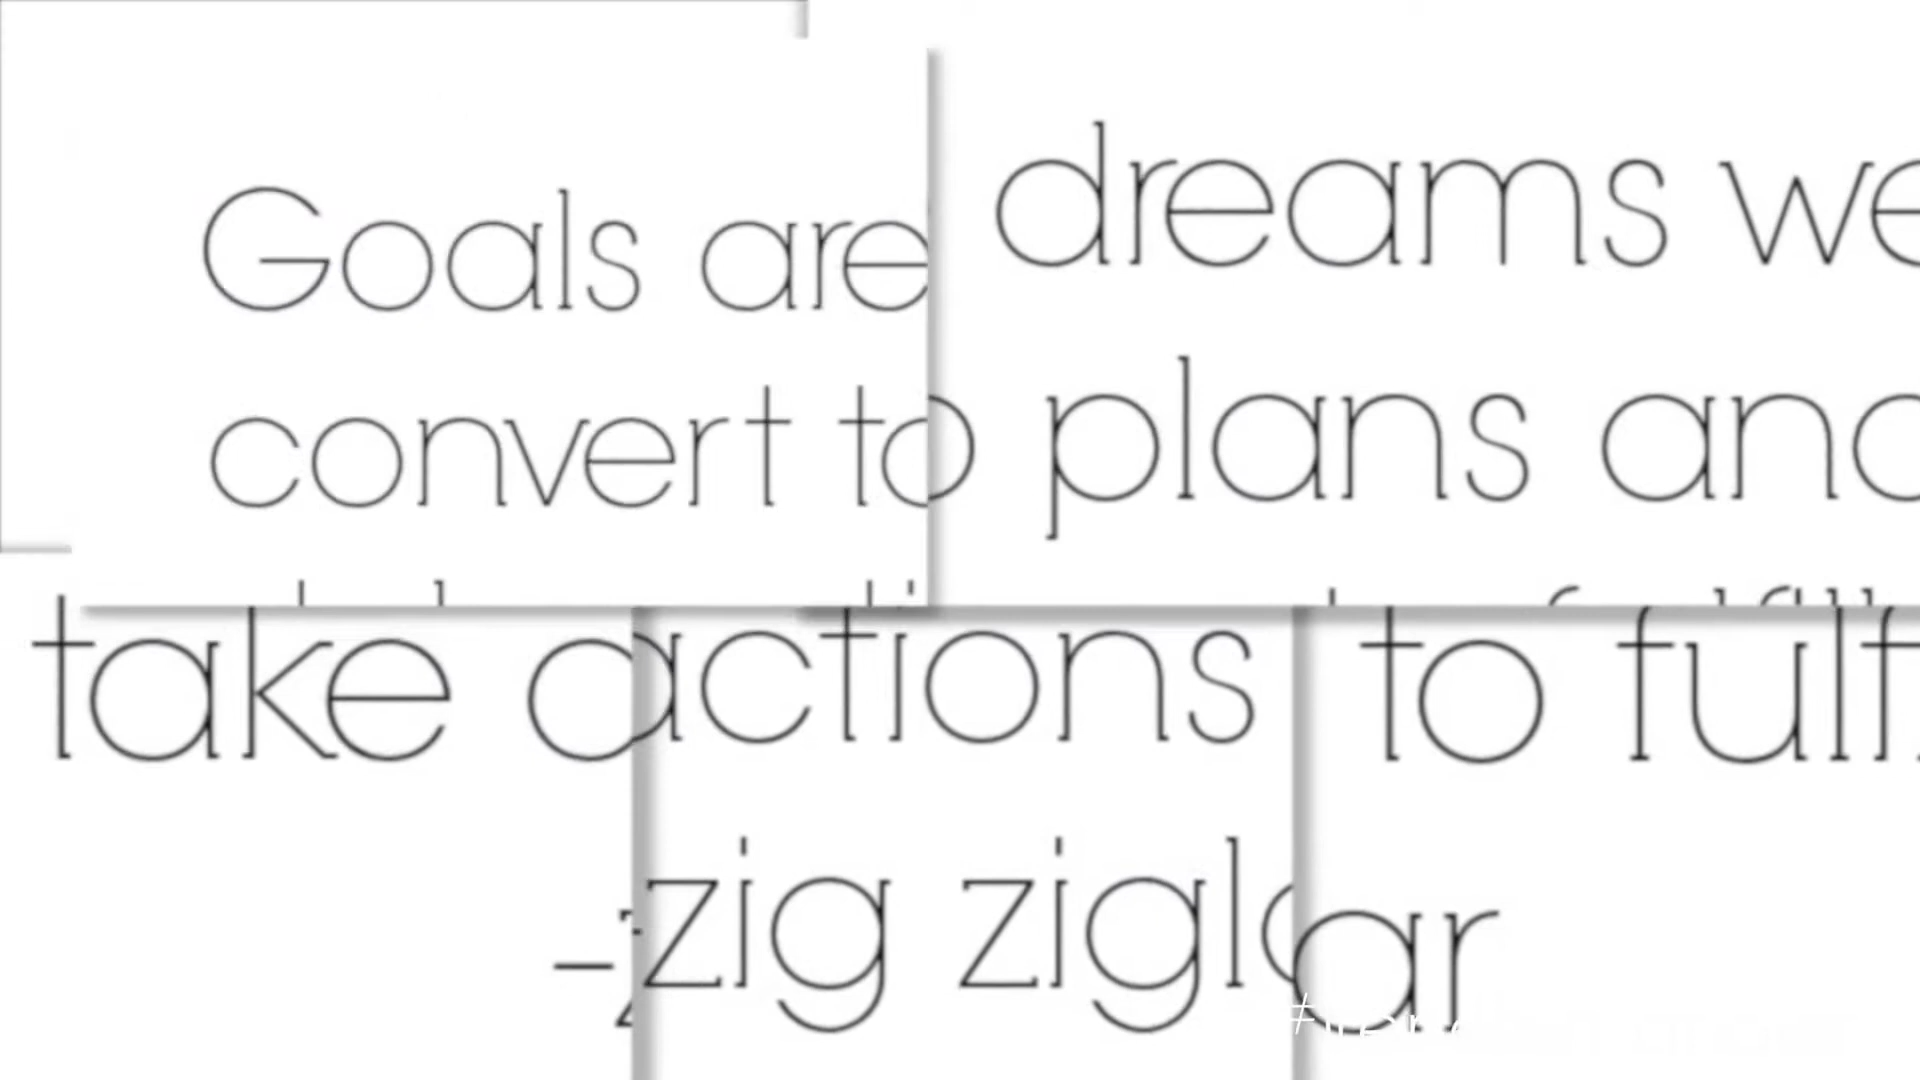 Goals are dreams we
convert to plans and
take actions to fulf
-zig ziglar